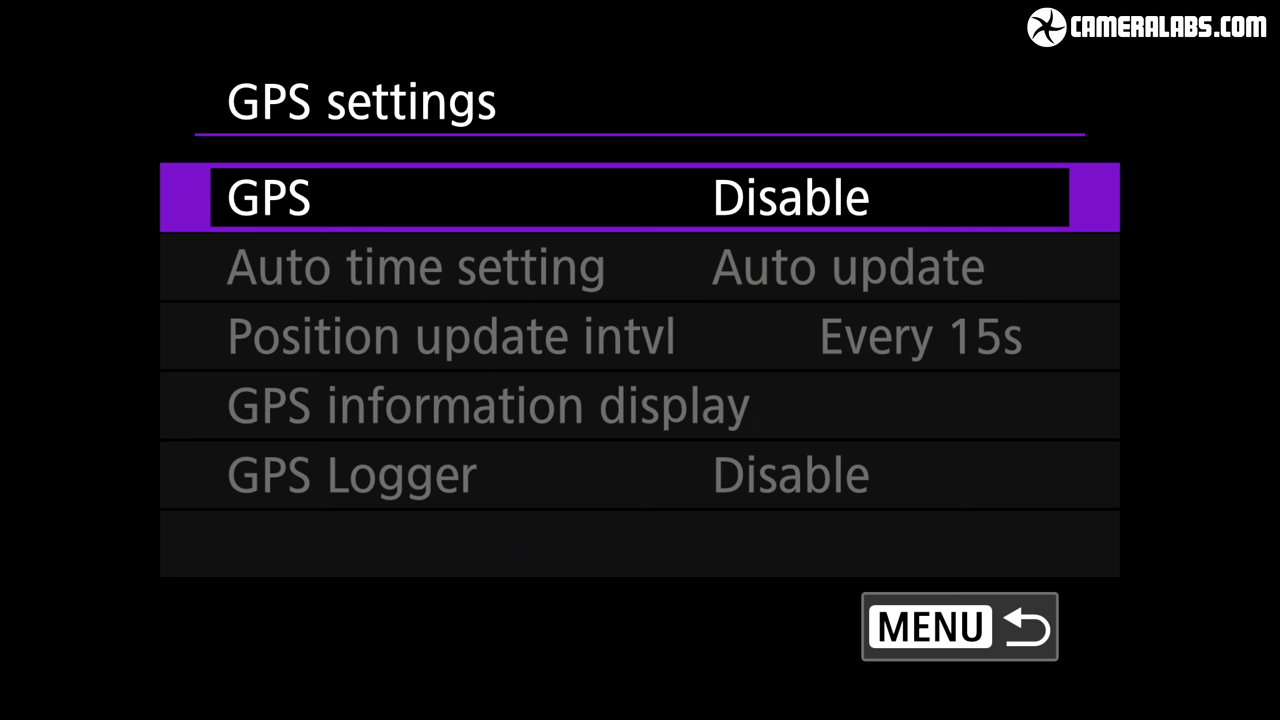 CAMERALABS.COM
GPS settings
GPS Disable
Auto time setting Auto update
Position update intvl Every 15s
GPS information display
GPS Logger Disable
MENU